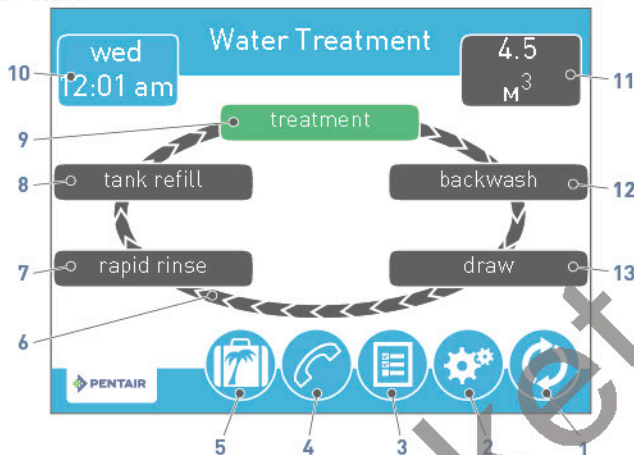 Water Treatment
wed
12:01 am
4.5
M³
10
11
treatment
9
tank refill
backwash
8
12
rapid rinse
draw
7
13
6
PENTAIR
5
4
3
2
1